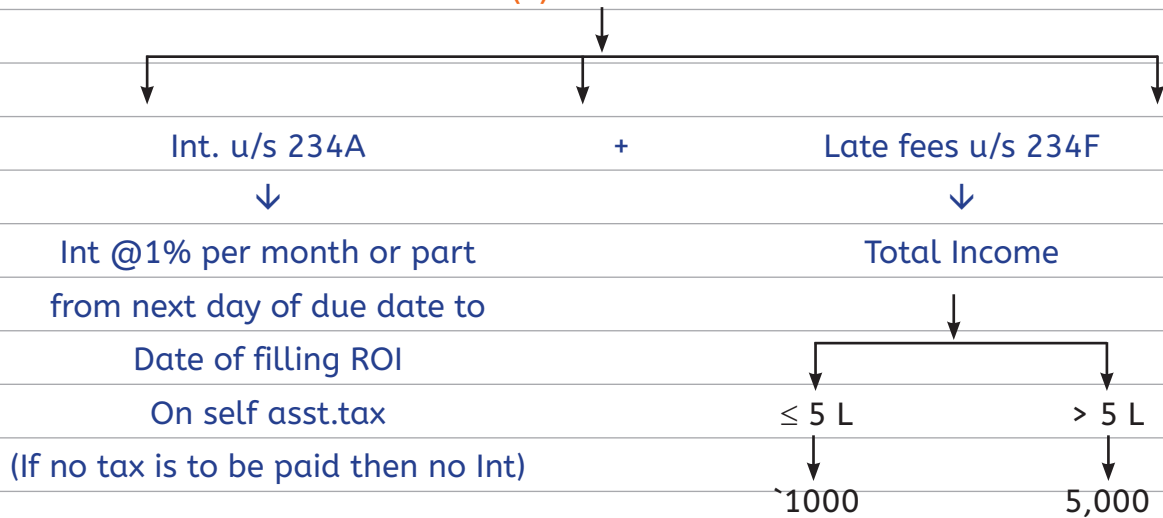 Int. u/s 234A + Late fees u/s 234F
Int @1% per month or part
from next day of due date to
Date of filling ROI
On self asst.tax
(If no tax is to be paid then no Int)
Total Income
≤ 5 L > 5 L
`1000 5,000